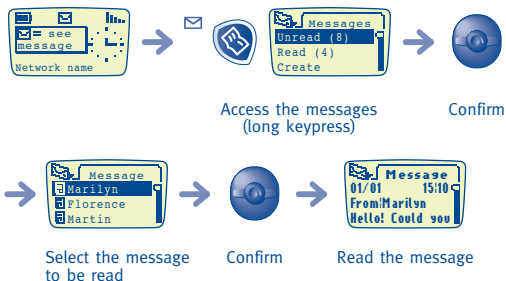 = see
message
Network name
Messages
Unread (8)
Read (4)
Create
Access the messages
(long keypress)
Confirm
Message
Marilyn
Florence
Martin
Select the message
to be read
Confirm
Message
01/01 15:10
From:Marilyn
Hello! Could you
Read the message